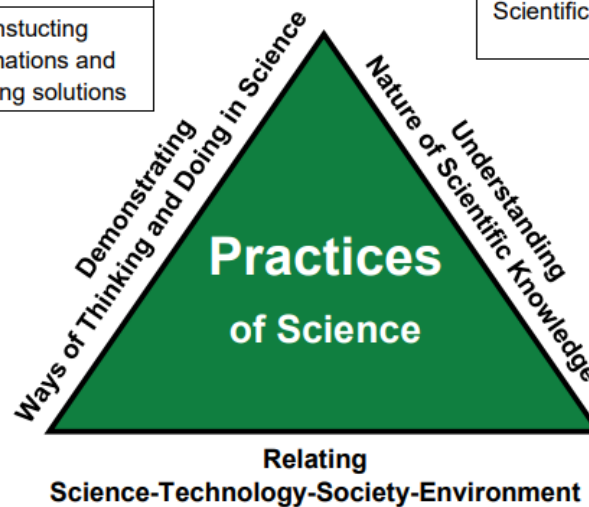 nstucting
nations and
ng solutions
Scientific
Demonstrating
Ways of Thinking and Doing in Science
Understanding
Nature of Scientific Knowledge
Practices
of Science
Relating
Science-Technology-Society-Environment